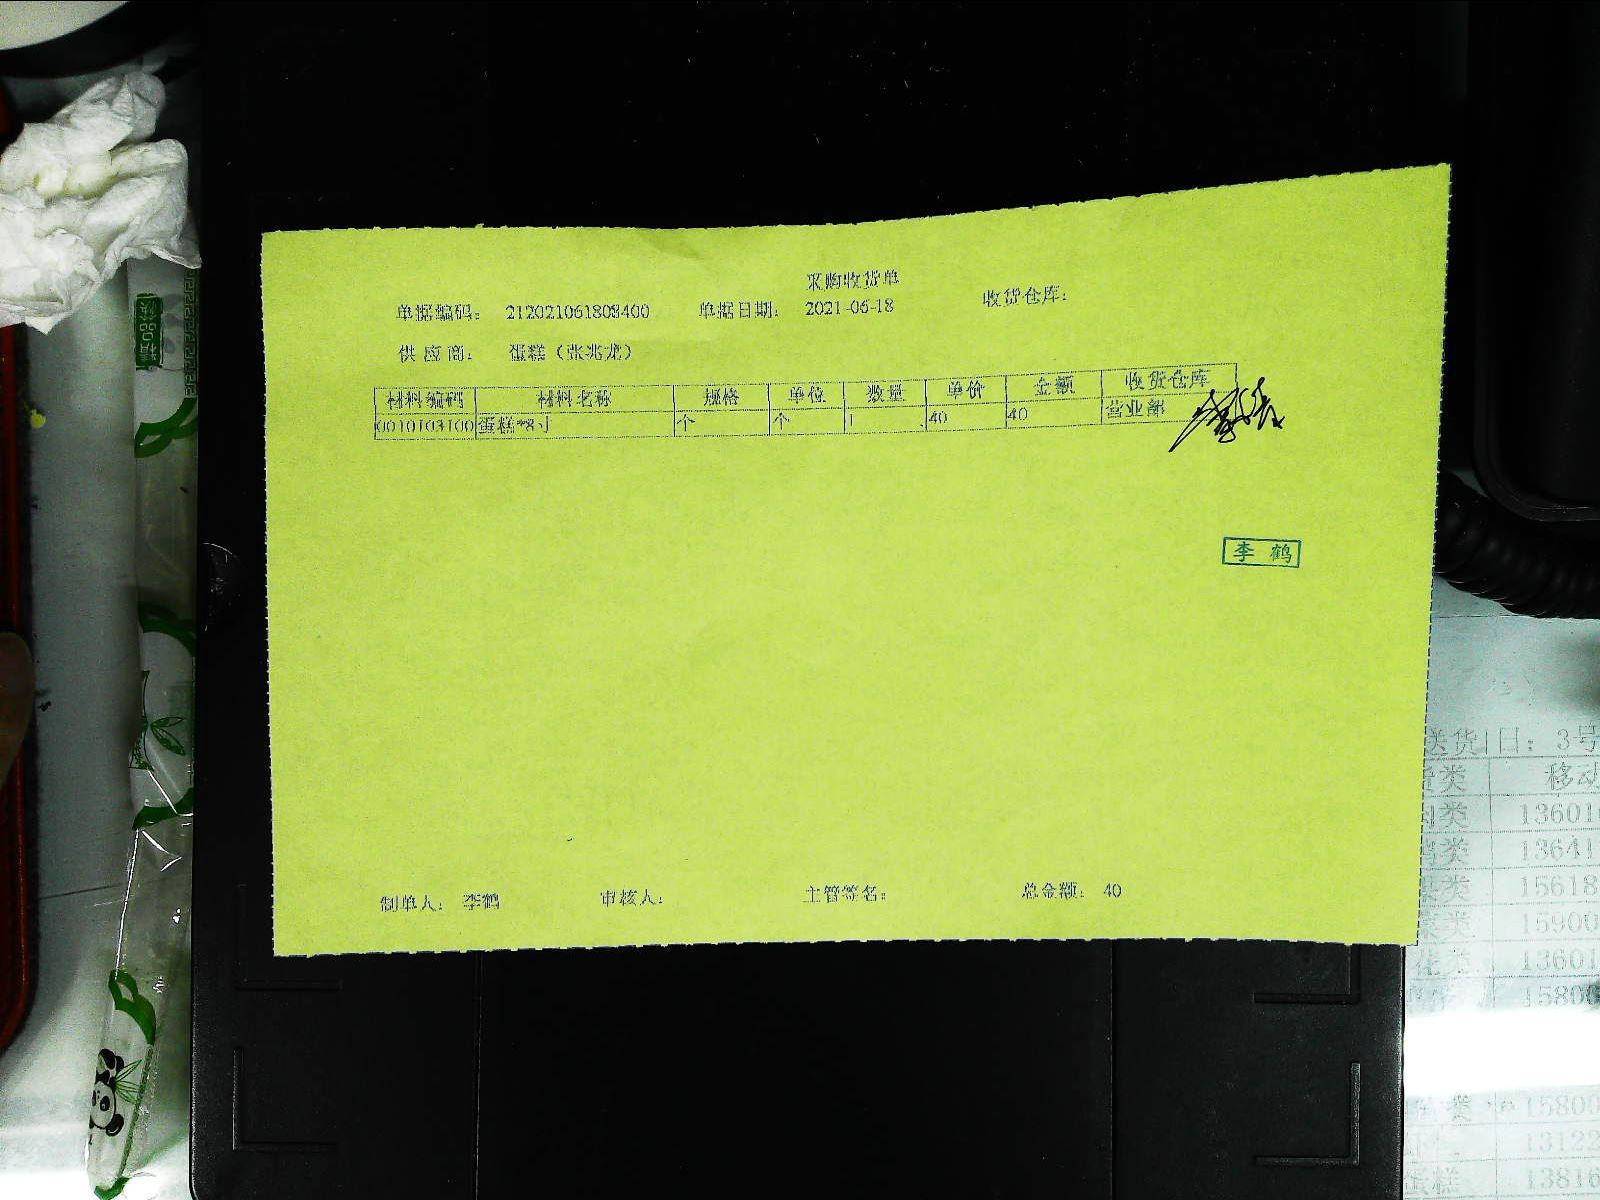 采购收货单
单据编码： 212021061808400 单据日期： 2021-06-18 收货仓库：
供应商： 蛋糕（张兆龙）
材料编码 材料名称 规格 单位 数量 单价 金额 收货仓库
0010103100 蛋糕*8寸 个 个 1 40 40 营业部
李鹤
制单人： 李鹤 审核人： 主管签名： 总金额： 40
送货 日：3号
类 移动
类 1360
类 13641
类 15618
类 15900
类 13601
15800
类 15800
13122
蛋糕 13816